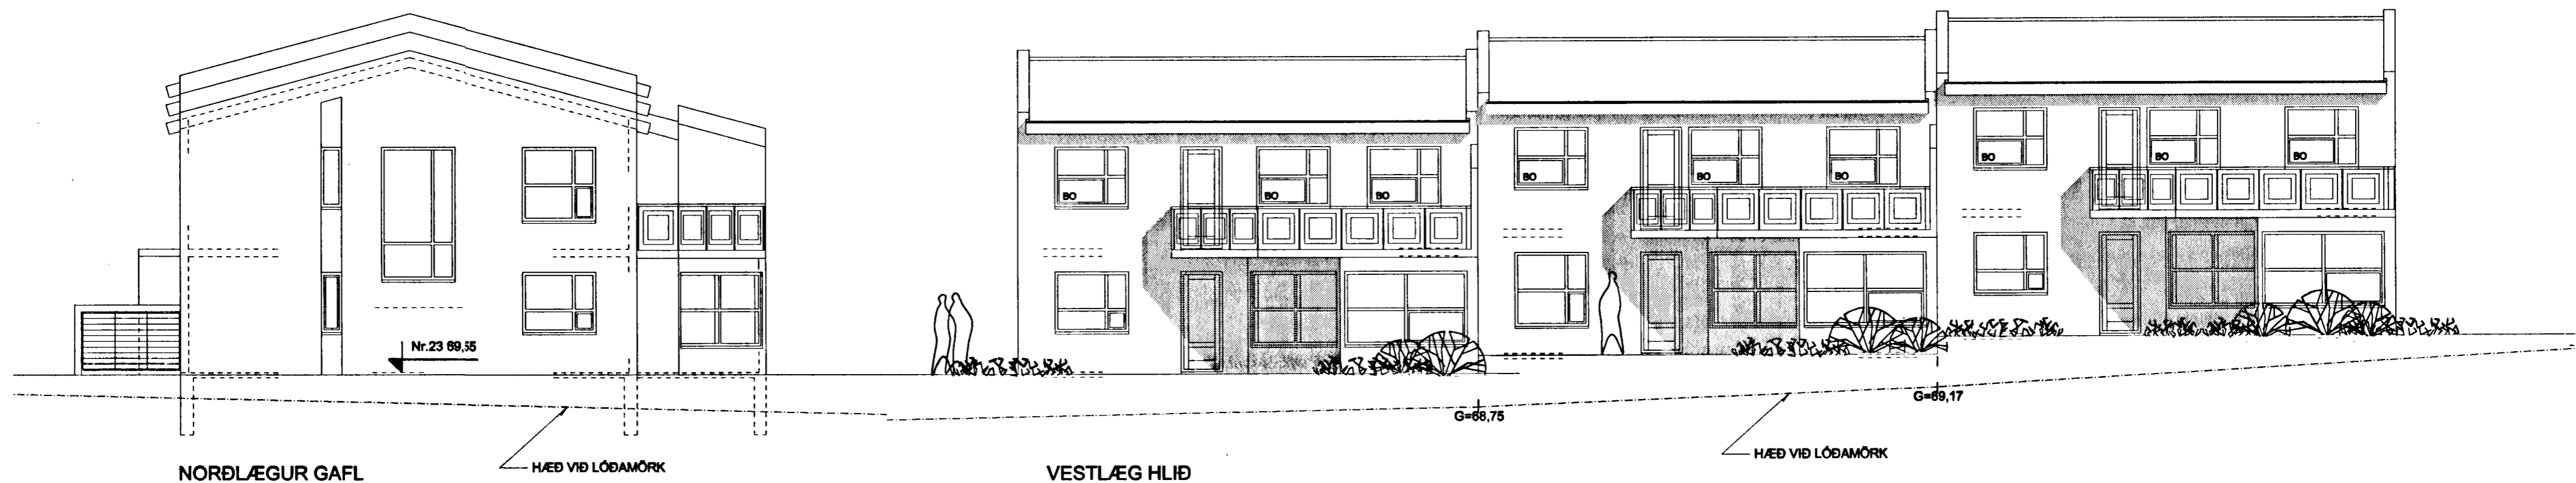 Nr.23 69,55
HÆÐ VIÐ LÓÐAMÖRK
NORÐLÆGUR GAFL
BO
BO
BO
BO
BO
BO
BO
BO
BO
G=68,75
G=69,17
HÆÐ VIÐ LÓÐAMÖRK
VESTLÆG HLIÐ